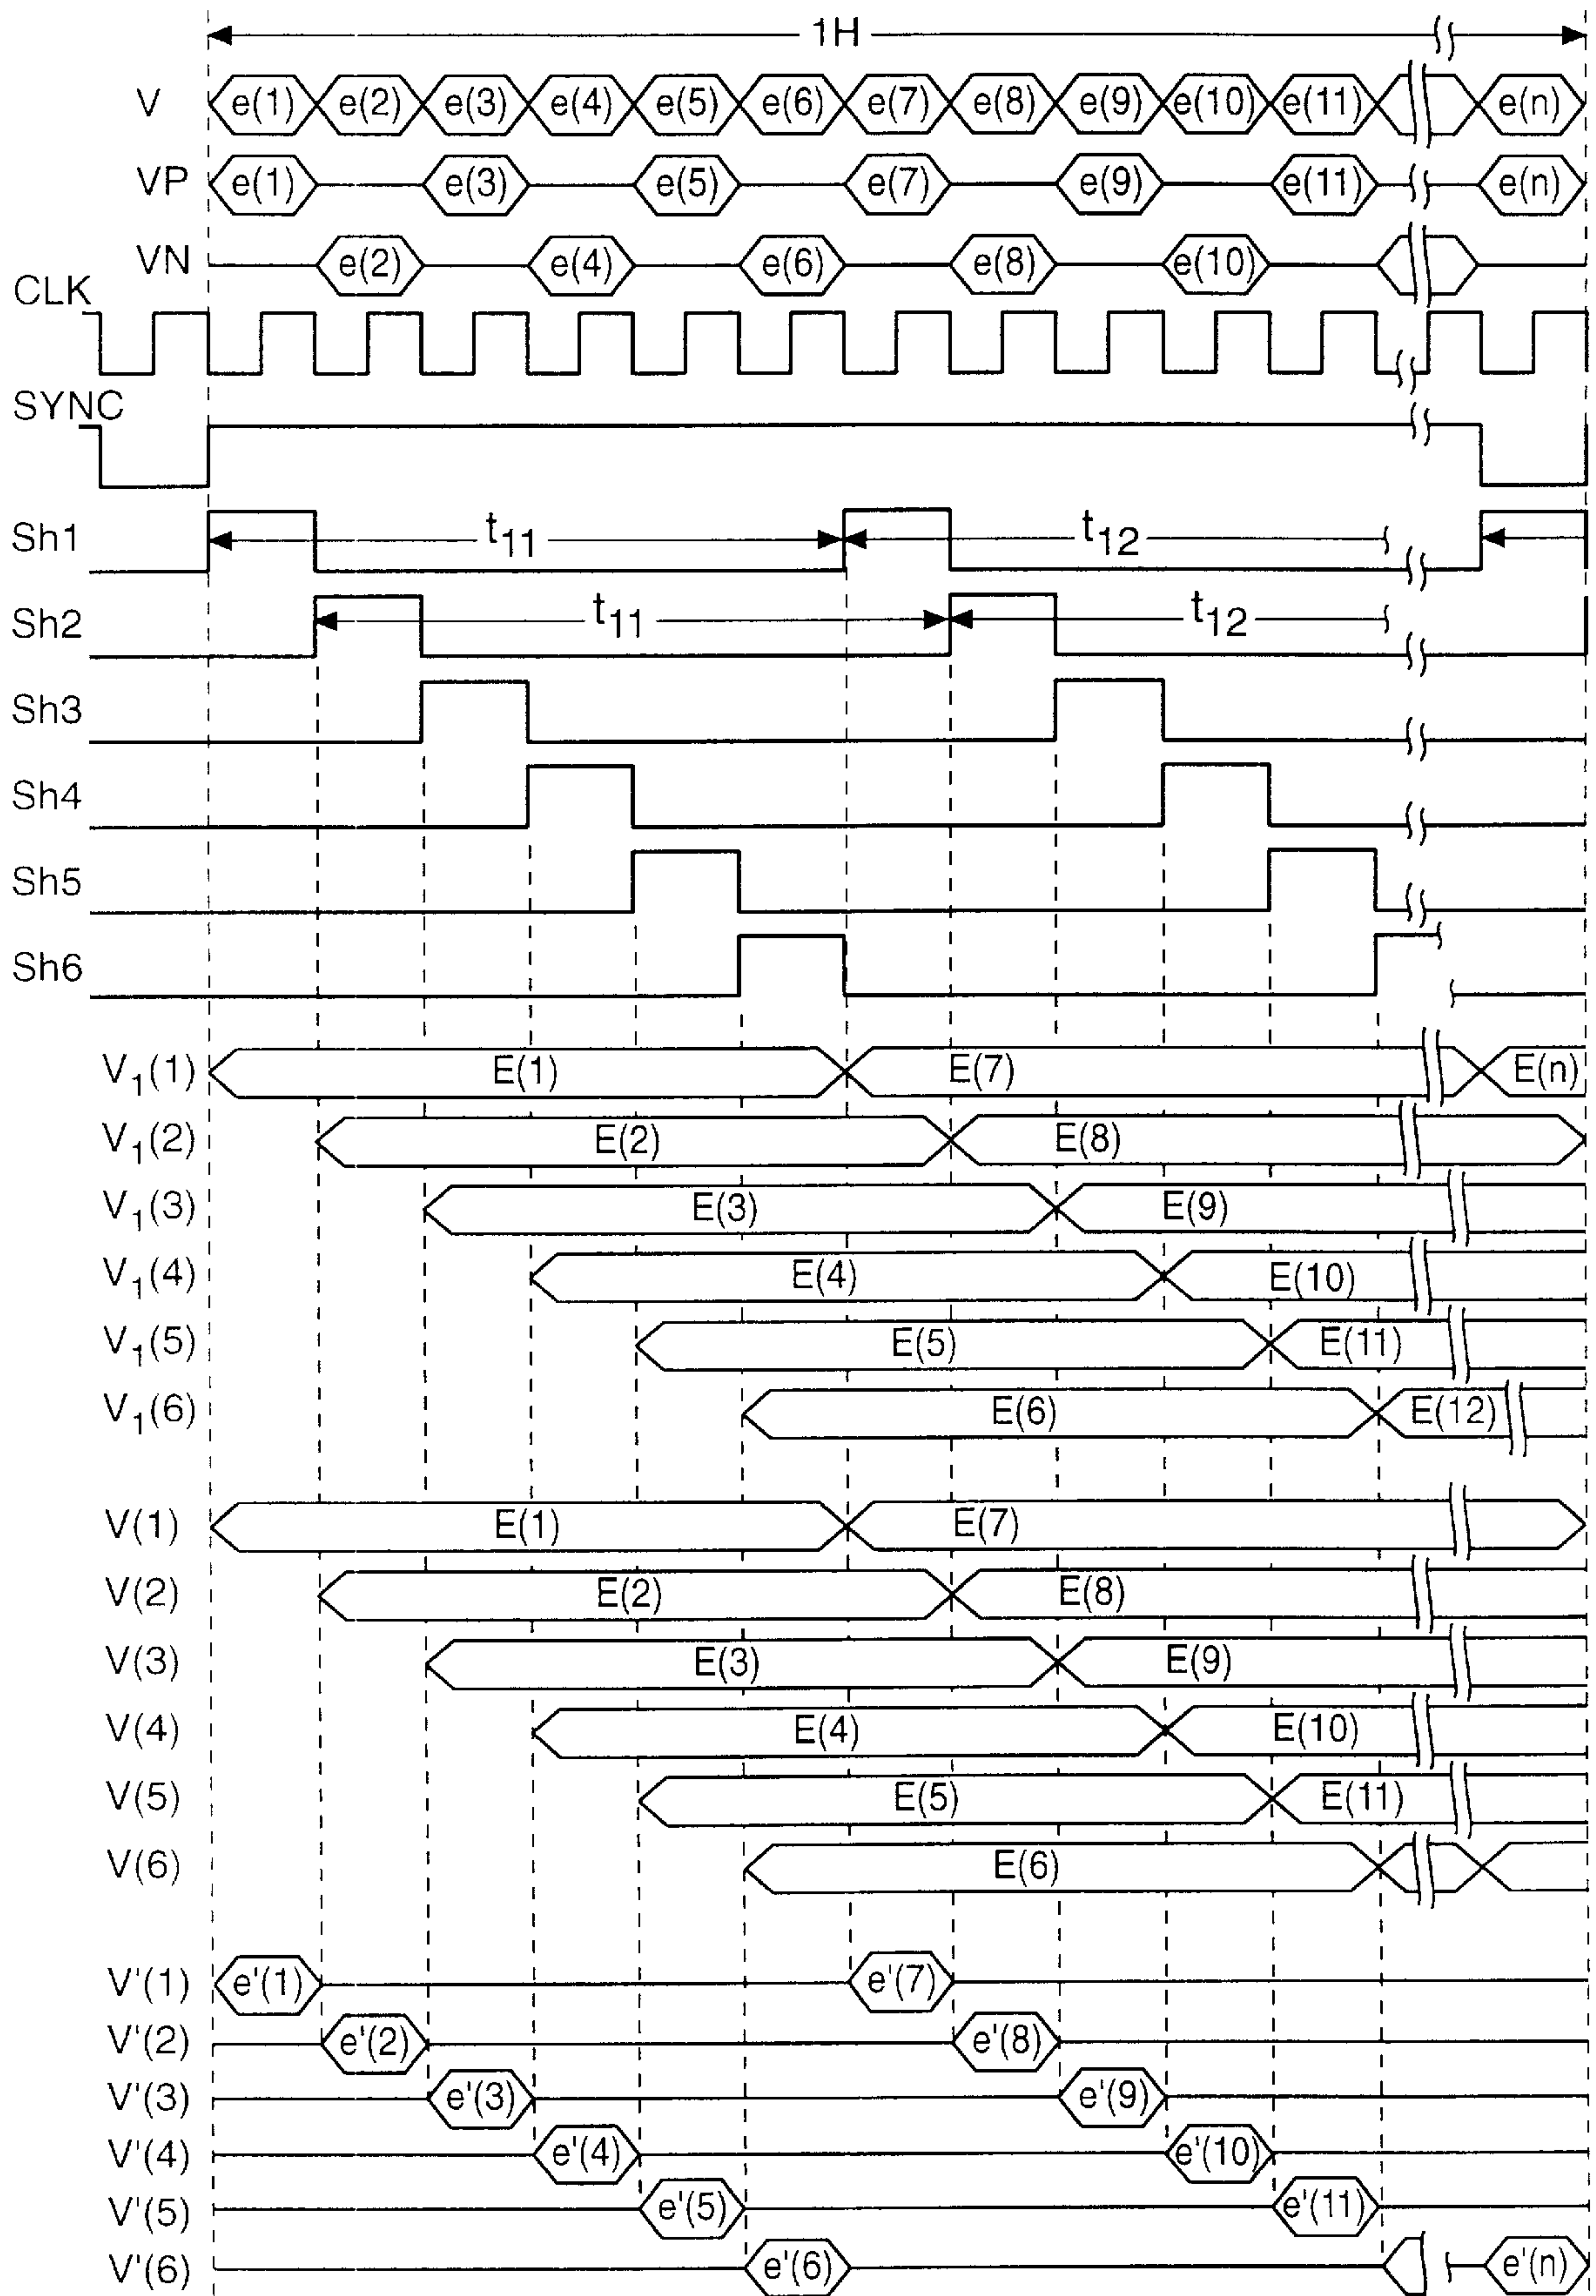 1H
V e(1) e(2) e(3) e(4) e(5) e(6) e(7) e(8) e(9) e(10) e(11) e(n)
VP e(1) e(3) e(5) e(7) e(9) e(11) e(n)
VN e(2) e(4) e(6) e(8) e(10)
CLK
SYNC
Sh1 t11 t12
Sh2 t11 t12
Sh3
Sh4
Sh5
Sh6
V1(1) E(1) E(7) E(n)
V1(2) E(2) E(8)
V1(3) E(3) E(9)
V1(4) E(4) E(10)
V1(5) E(5) E(11)
V1(6) E(6) E(12)
V(1) E(1) E(7)
V(2) E(2) E(8)
V(3) E(3) E(9)
V(4) E(4) E(10)
V(5) E(5) E(11)
V(6) E(6)
V'(1) e'(1) e'(7)
V'(2) e'(2) e'(8)
V'(3) e'(3) e'(9)
V'(4) e'(4) e'(10)
V'(5) e'(5) e'(11)
V'(6) e'(6) e'(n)